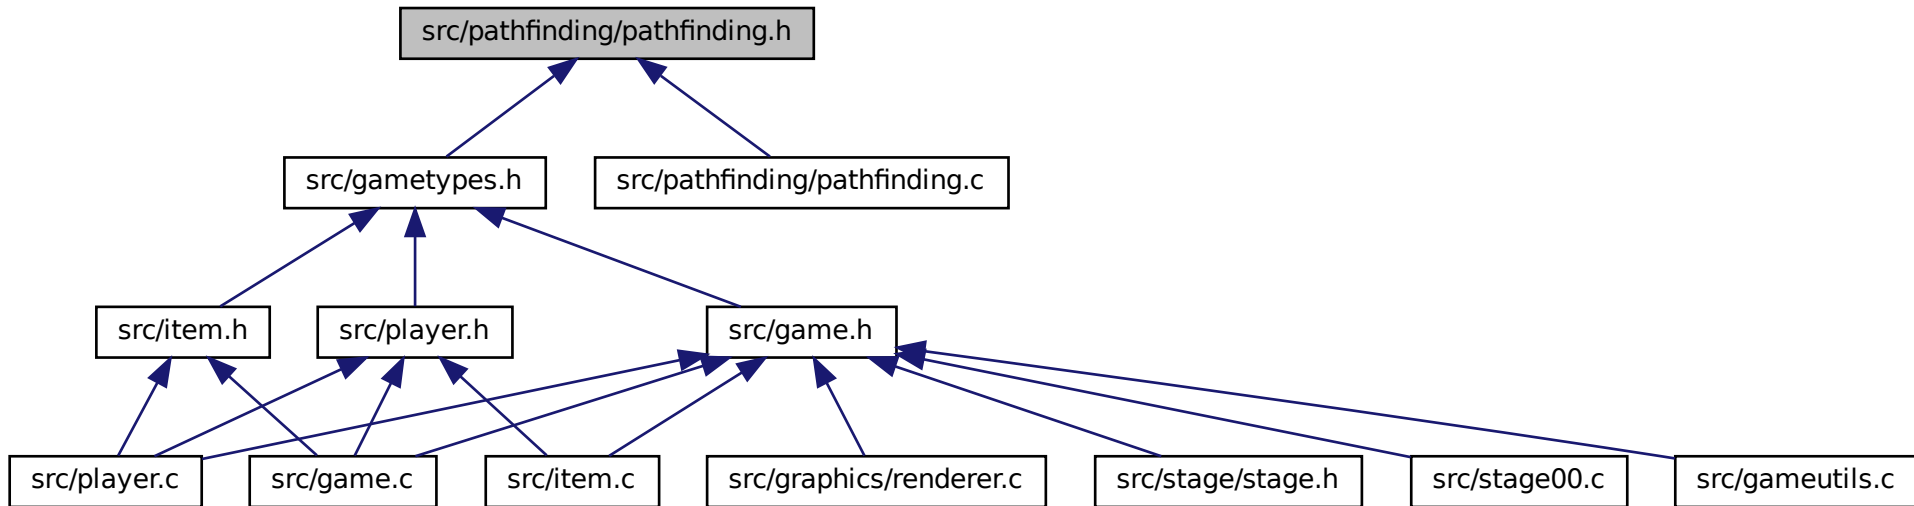 src/pathfinding/pathfinding.h
src/gametypes.h
src/pathfinding/pathfinding.c
src/item.h
src/player.h
src/game.h
src/player.c
src/game.c
src/item.c
src/graphics/renderer.c
src/stage/stage.h
src/stage00.c
src/gameutils.c